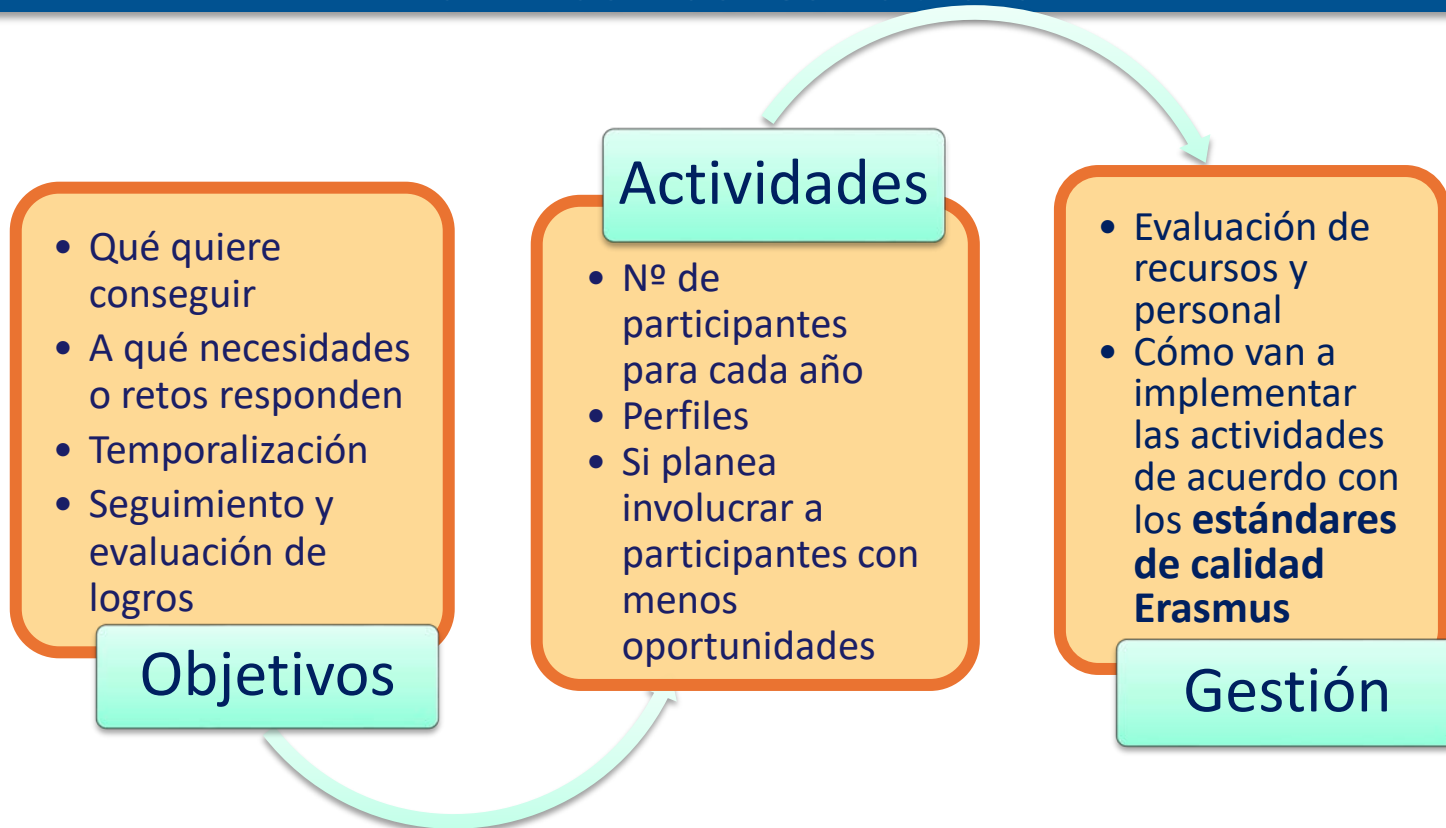 • Qué quiere
conseguir
• A qué necesidades
o retos responden
• Temporalización
• Seguimiento y
evaluación de
logros
Objetivos
Actividades
• Nº de
participantes
para cada año
• Perfiles
• Si planea
involucrar a
participantes con
menos
oportunidades
• Evaluación de
recursos y
personal
• Cómo van a
implementar
las actividades
de acuerdo con
los estándares
de calidad
Erasmus
Gestión